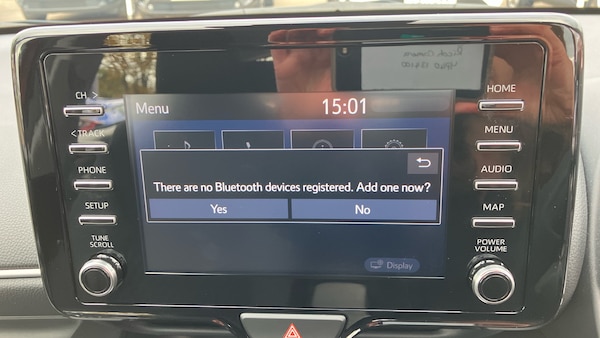 Menu
15:01
There are no Bluetooth devices registered. Add one now?
Yes
No
Display
CH >
< TRACK
PHONE
SETUP
TUNE
SCROLL
HOME
MENU
AUDIO
MAP
POWER
VOLUME